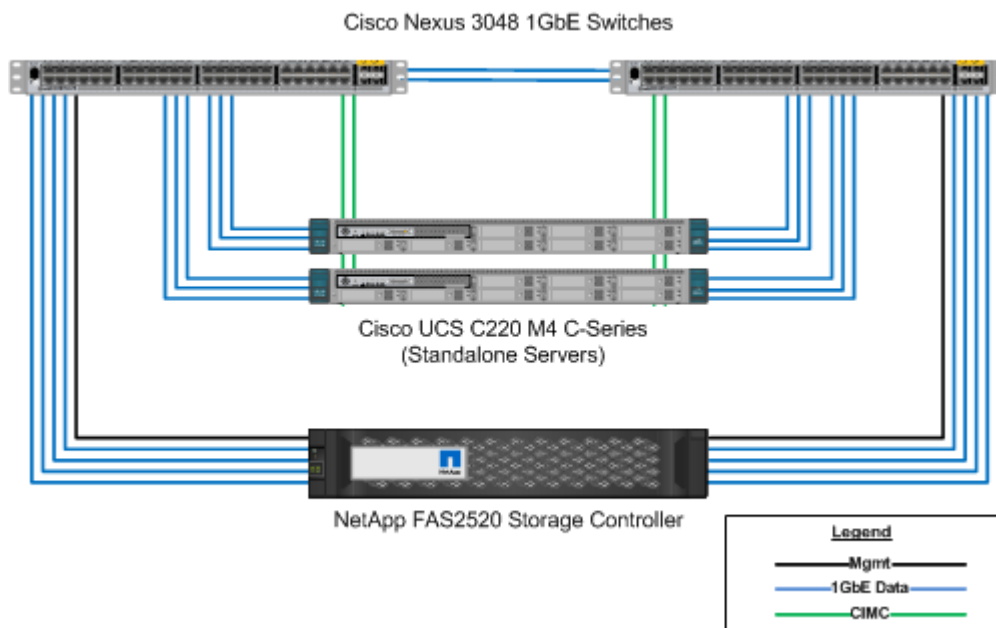 Cisco Nexus 3048 1GbE Switches
Cisco UCS C220 M4 C-Series
(Standalone Servers)
NetApp
NetApp FAS2520 Storage Controller
Legend
Mgmt
1GbE Data
CIMC